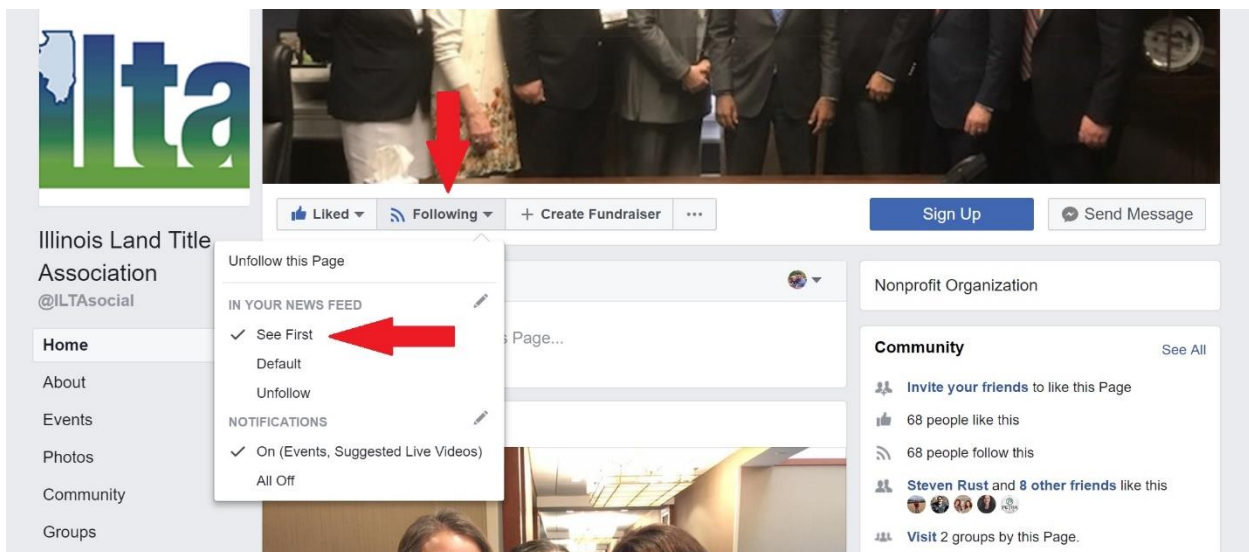 ilta
Liked
Following
+ Create Fundraiser
...
Sign Up
Send Message
Illinois Land Title
Association
@ILTAsocial
Home
About
Events
Photos
Community
Groups
Unfollow this Page
IN YOUR NEWS FEED
See First
Default
Unfollow
NOTIFICATIONS
On (Events, Suggested Live Videos)
All Off
s Page...
Nonprofit Organization
Community
See All
Invite your friends to like this Page
68 people like this
68 people follow this
Steven Rust and 8 other friends like this
Visit 2 groups by this Page.